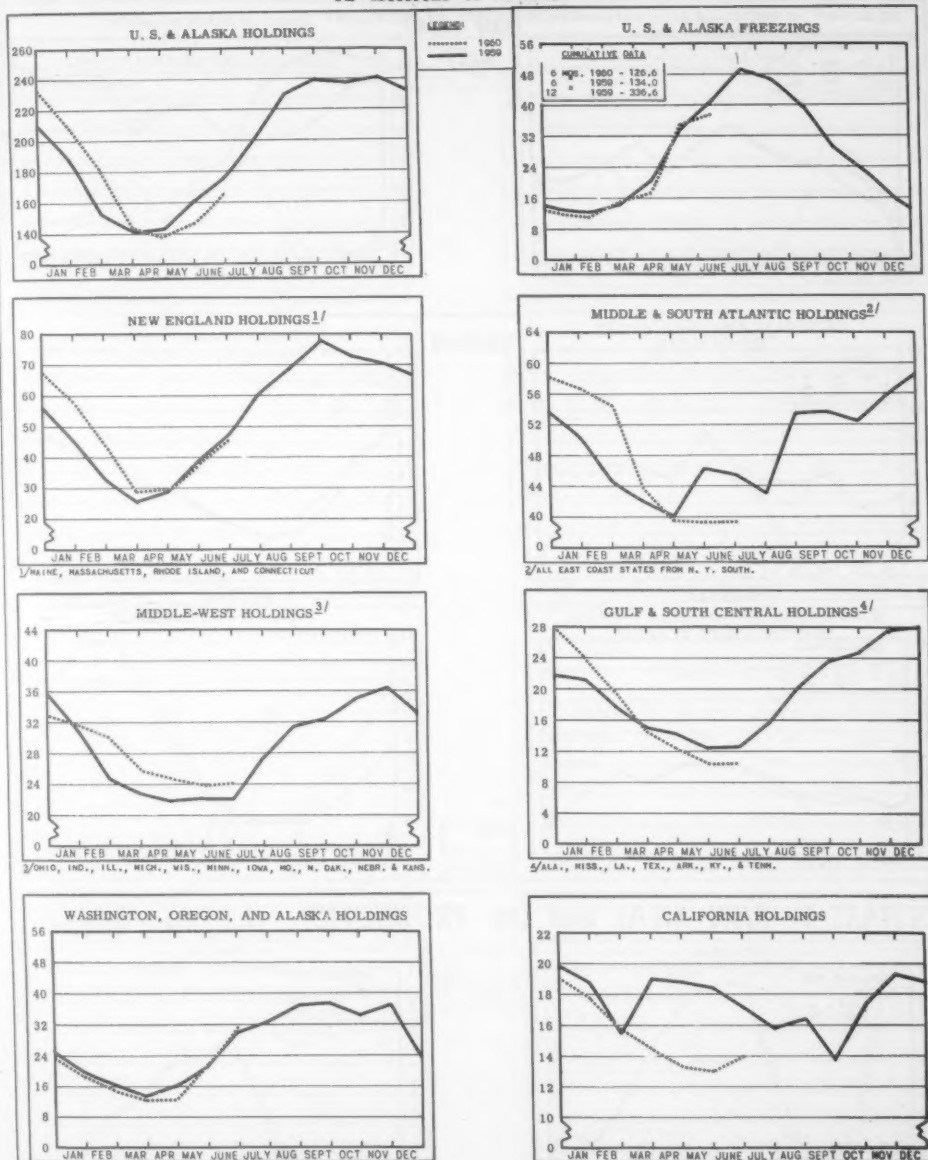 U. S. & ALASKA HOLDINGS
260
240
220
200
180
160
140
0
JAN FEB MAR APR MAY JUNE JULY AUG SEPT OCT NOV DEC
LEGEND:
1960
1959
U. S. & ALASKA FREEZINGS
CUMULATIVE DATA
6 MOS. 1960 - 126.6
6 " 1959 - 134.0
12 " 1959 - 336.6
56
48
40
32
24
16
8
0
JAN FEB MAR APR MAY JUNE JULY AUG SEPT OCT NOV DEC
NEW ENGLAND HOLDINGS 1/
80
70
60
50
40
30
20
0
JAN FEB MAR APR MAY JUNE JULY AUG SEPT OCT NOV DEC
1/MAINE, MASSACHUSETTS, RHODE ISLAND, AND CONNECTICUT
MIDDLE & SOUTH ATLANTIC HOLDINGS 2/
64
60
56
52
48
44
40
0
JAN FEB MAR APR MAY JUNE JULY AUG SEPT OCT NOV DEC
2/ALL EAST COAST STATES FROM N. Y. SOUTH.
MIDDLE-WEST HOLDINGS 3/
44
40
36
32
28
24
20
0
JAN FEB MAR APR MAY JUNE JULY AUG SEPT OCT NOV DEC
3/OHIO, IND., ILL., MICH., WIS., MINN., IOWA, MO., N. DAK., NEBR. & KANS.
GULF & SOUTH CENTRAL HOLDINGS 4/
28
24
20
16
12
8
4
0
JAN FEB MAR APR MAY JUNE JULY AUG SEPT OCT NOV DEC
4/ALA., MISS., LA., TEX., ARK., KY., & TENN.
WASHINGTON, OREGON, AND ALASKA HOLDINGS
56
48
40
32
24
16
8
0
JAN FEB MAR APR MAY JUNE JULY AUG SEPT OCT NOV DEC
CALIFORNIA HOLDINGS
22
20
18
16
14
12
10
0
JAN FEB MAR APR MAY JUNE JULY AUG SEPT OCT NOV DEC